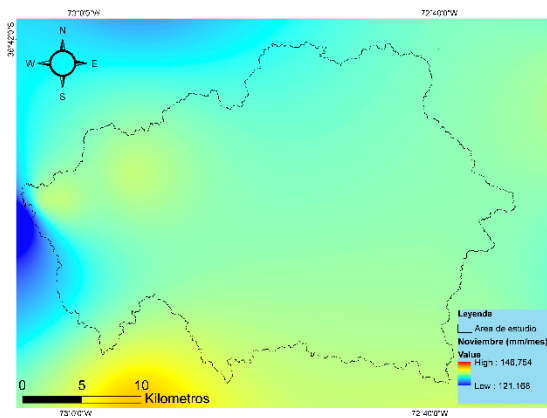 73°0'0"W
72°40'0"W
36°42'0"S
N
W
E
S
Leyenda
Area de estudio
Noviembre (mm/mes)
Value
High : 148,754
Low : 121,168
0
5
10
Kilometros
73°0'0"W
72°40'0"W